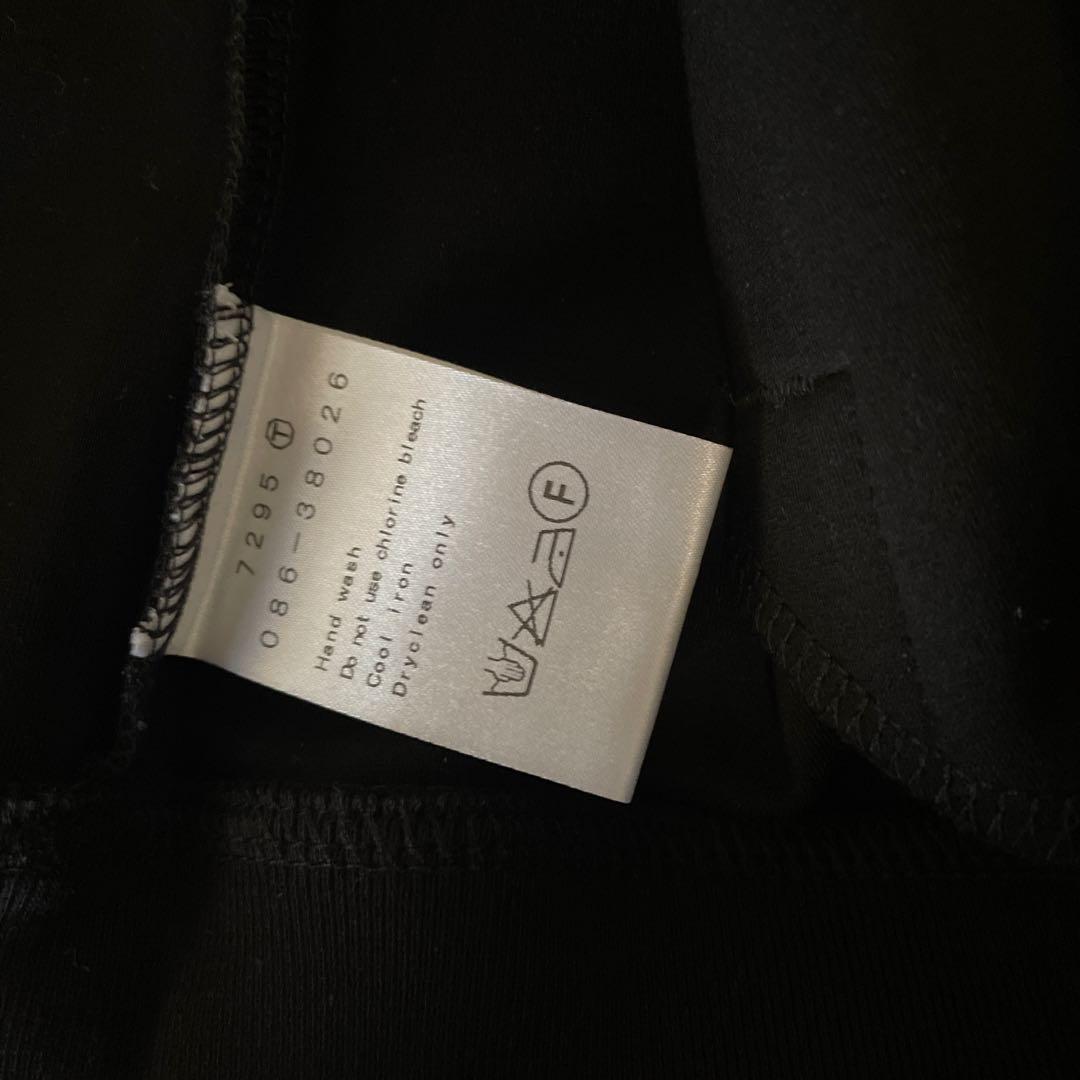 7295 Ⓣ
086-38026
Hand wash
Do not use chlorine bleach
Cool iron
Dryclean only
F